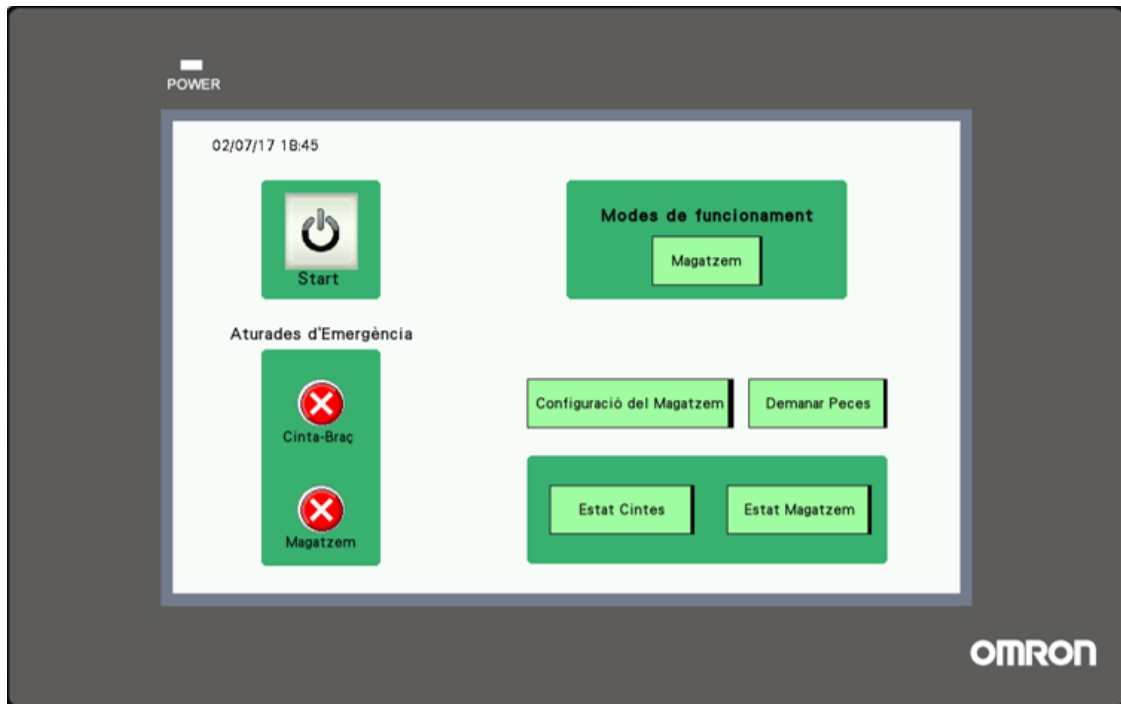 POWER
02/07/17 18:45
Start
Modes de funcionament
Magatzem
Aturades d'Emergència
Cinta-Braç
Magatzem
Configuració del Magatzem
Demanar Peces
Estat Cintes
Estat Magatzem
OMRON